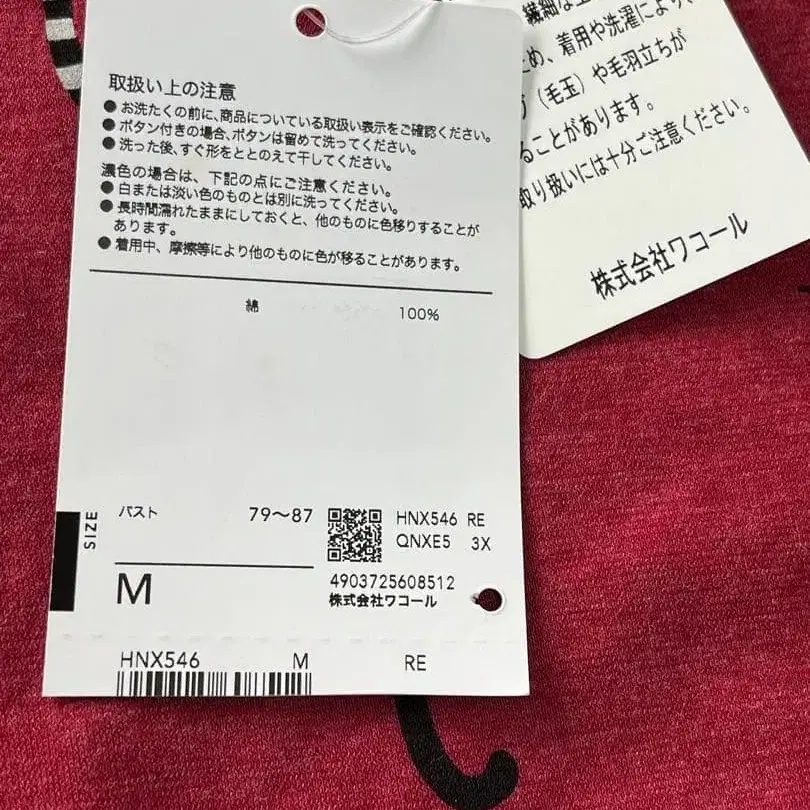 取扱い上の注意
●お洗たくの前に、商品についている取扱い表示をご確認ください。
●ボタン付きの場合、ボタンは留めて洗ってください。
●洗った後、すぐ形をととのえて干してください。
濃色の場合は、下記の点にご注意ください。
●白または淡い色のものとは別に洗ってください。
●長時間濡れたままにしておくと、他のものに色移りすることが
あります。
●着用中、摩擦等により他のものに色が移ることがあります。
綿 100%
SIZE
バスト 79〜87
M
HNX546 RE
QNXE5 3X
4903725608512
株式会社ワコール
HNX546 M RE
繊細な
め、着用や洗濯により、
（毛玉）や毛羽立ちが
ることがあります。
取り扱いには十分ご注意ください。
株式会社ワコール